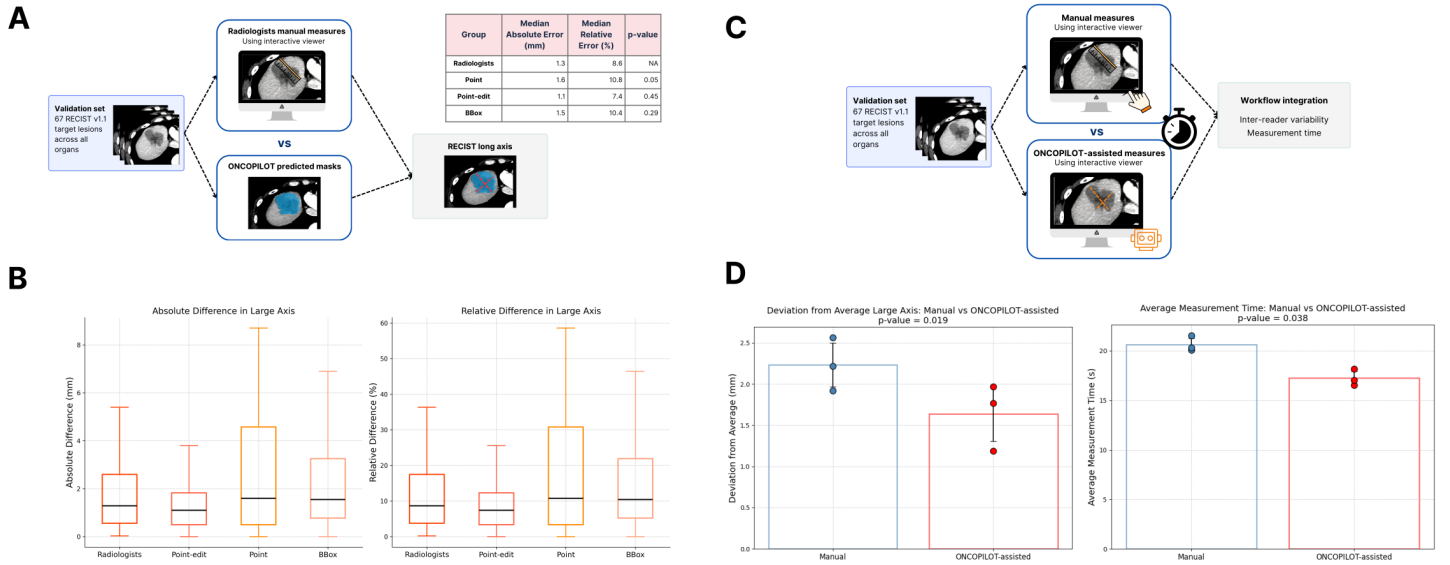 A
Radiologists manual measures
Using interactive viewer
Validation set
67 RECIST v1.1
target lesions
across all
organs
vs
ONCOPILOT predicted masks
RECIST long axis
Group Median Absolute Error (mm) Median Relative Error (%) p-value
Radiologists 1.3 8.6 NA
Point 1.6 10.8 0.05
Point-edit 1.1 7.4 0.45
BBox 1.5 10.4 0.29
C
Manual measures
Using interactive viewer
Validation set
67 RECIST v1.1
target lesions
across all
organs
vs
ONCOPILOT-assisted measures
Using interactive viewer
Workflow integration
Inter-reader variability
Measurement time
B
Absolute Difference in Large Axis
Absolute Difference (mm)
8
6
4
2
0
Radiologists Point-edit Point BBox
Relative Difference in Large Axis
Relative Difference (%)
60
50
40
30
20
10
0
Radiologists Point-edit Point BBox
D
Deviation from Average Large Axis: Manual vs ONCOPILOT-assisted
p-value = 0.019
Deviation from Average (mm)
2.5
2.0
1.5
1.0
0.5
0.0
Manual ONCOPILOT-assisted
Average Measurement Time: Manual vs ONCOPILOT-assisted
p-value = 0.038
Average Measurement Time (s)
20
15
10
5
0
Manual ONCOPILOT-assisted